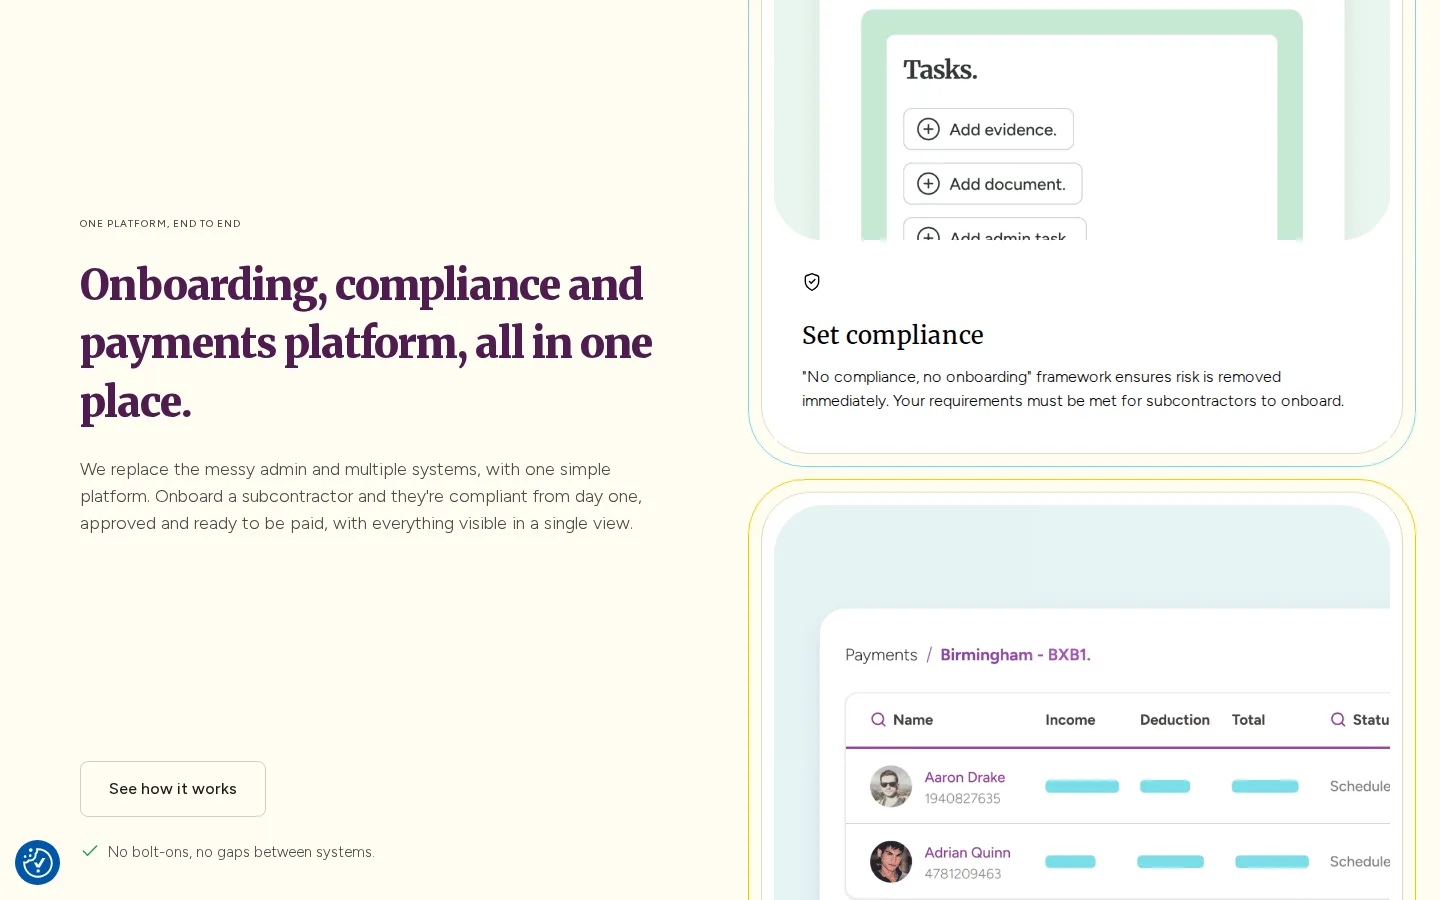 ONE PLATFORM, END TO END
Onboarding, compliance and
payments platform, all in one
place.
We replace the messy admin and multiple systems, with one simple
platform. Onboard a subcontractor and they're compliant from day one,
approved and ready to be paid, with everything visible in a single view.
See how it works
No bolt-ons, no gaps between systems.
Tasks.
Add evidence.
Add document.
Add admin task
Set compliance
"No compliance, no onboarding" framework ensures risk is removed
immediately. Your requirements must be met for subcontractors to onboard.
Payments / Birmingham - BXB1.
Name Income Deduction Total Statu
Aaron Drake
1940827635
Schedule
Adrian Quinn
4781209463
Schedule